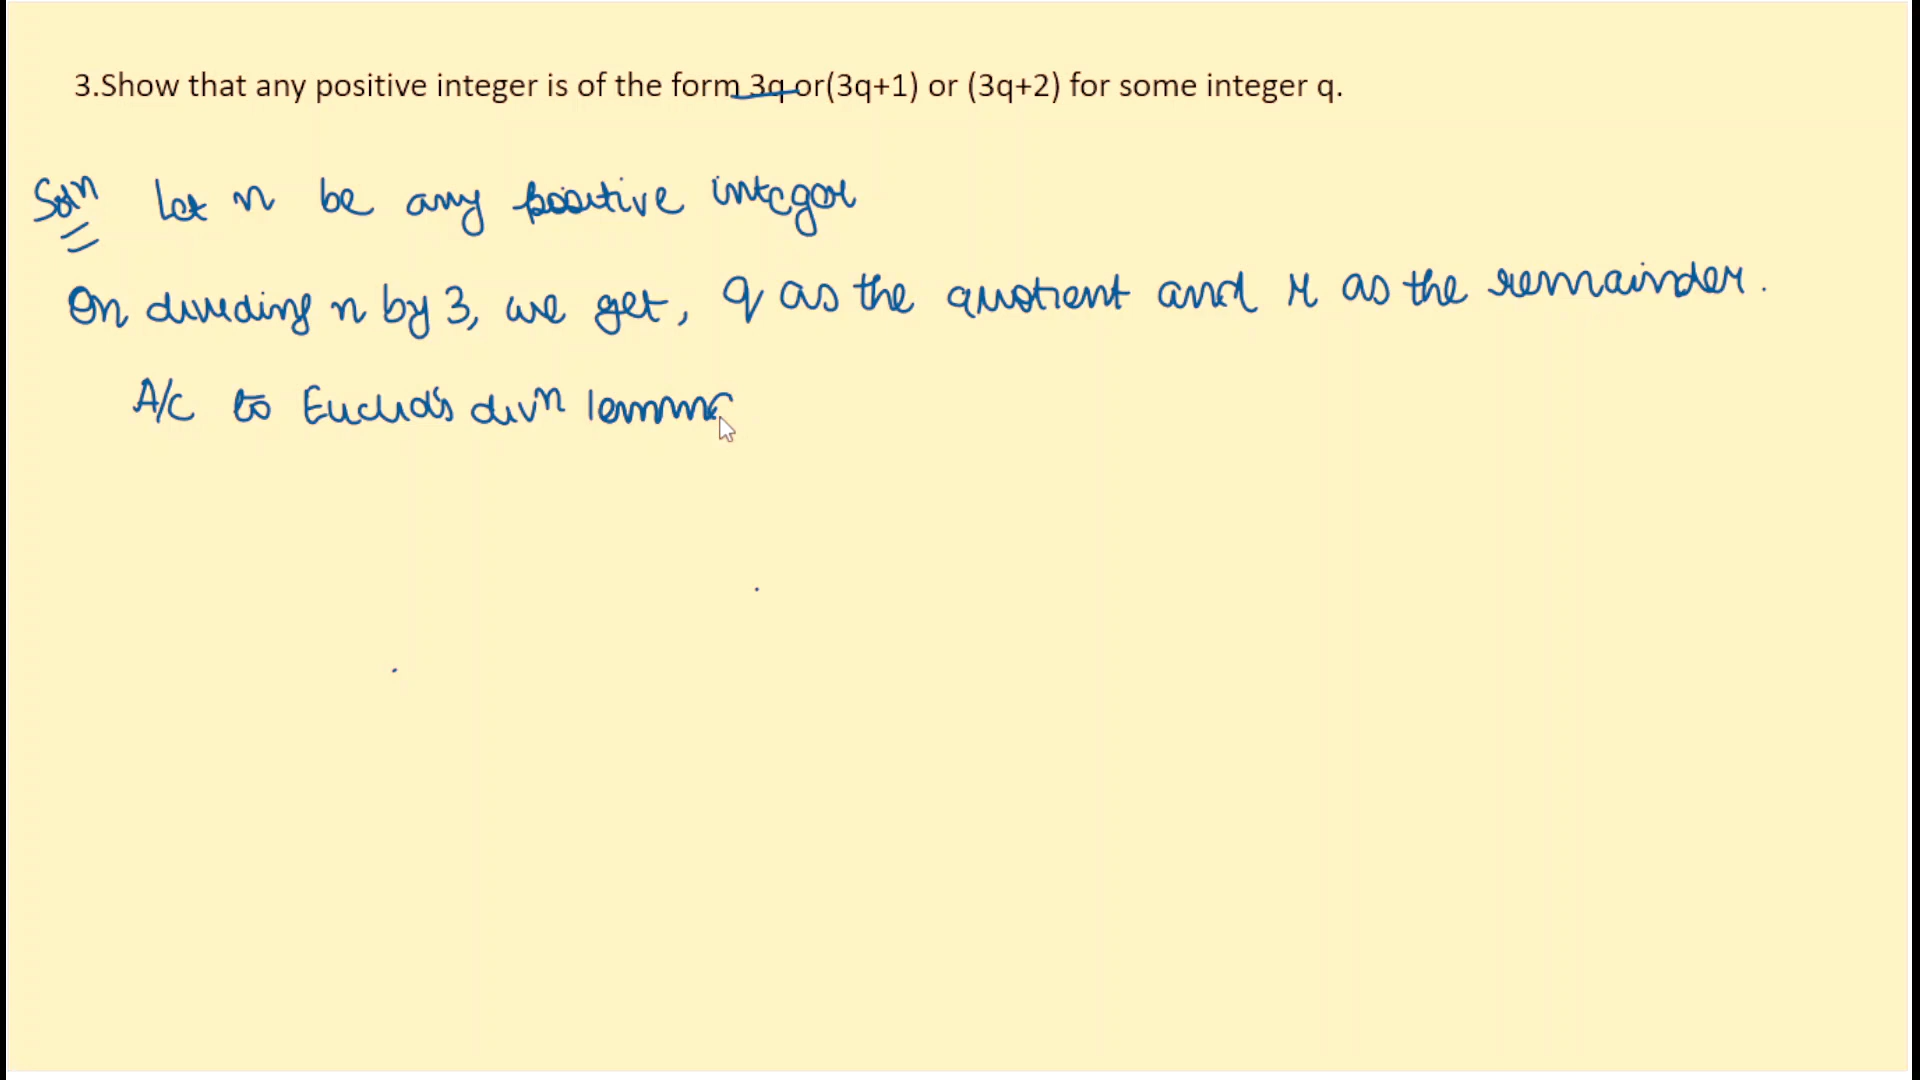 3.Show that any positive integer is of the form 3q or(3q+1) or (3q+2) for some integer q.
Solⁿ Let n be any positive integer
On dividing n by 3, we get, q as the quotient and r as the remainder.
A/c to Euclid's divⁿ lemma